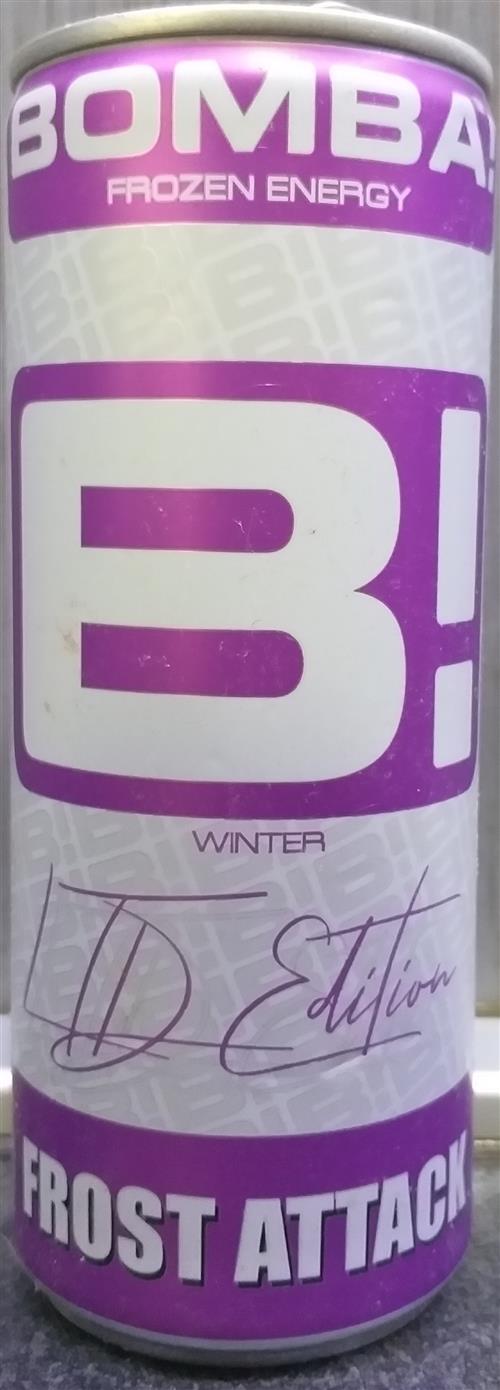 BOMBA!
FROZEN ENERGY
B!
WINTER
LTD Edition
FROST ATTACK